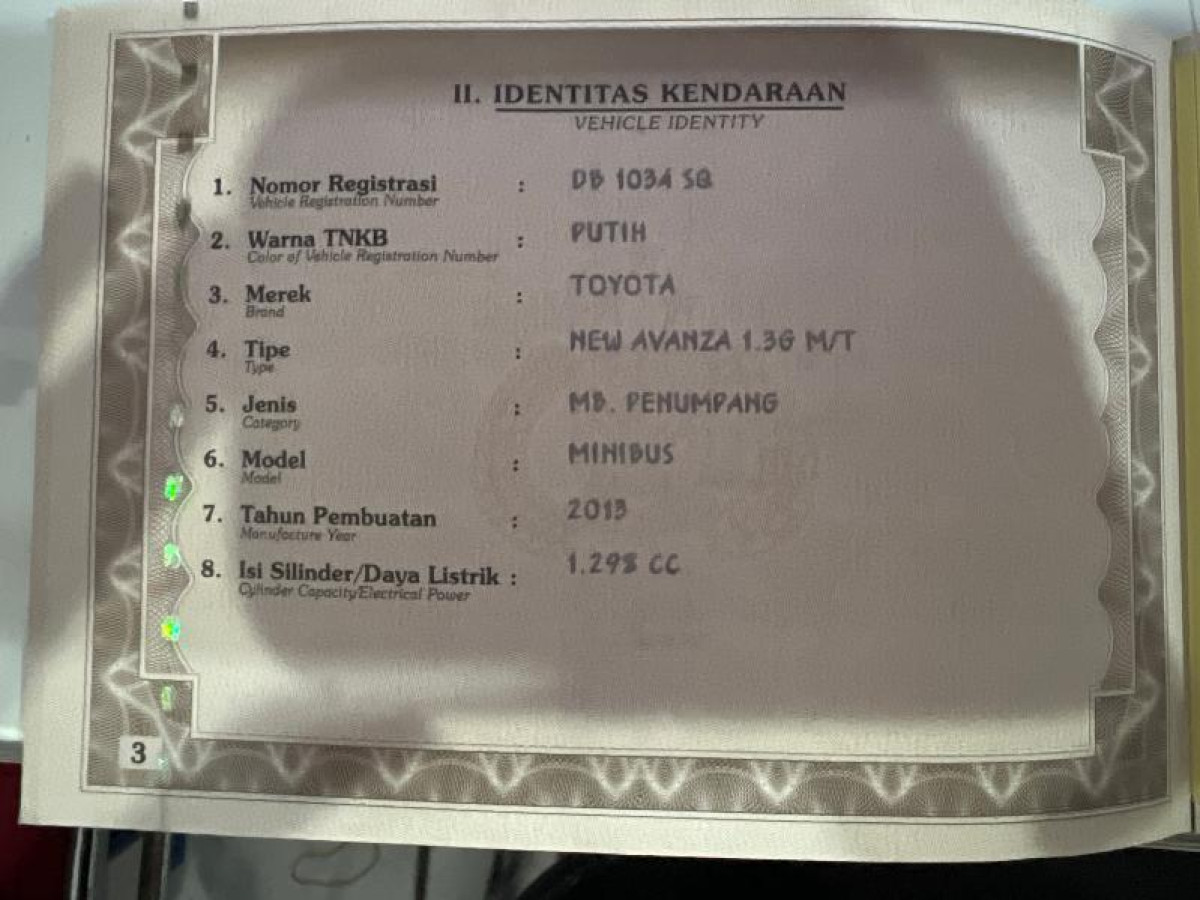 II. IDENTITAS KENDARAAN
VEHICLE IDENTITY
1. Nomor Registrasi : DB 1034 SQ
Vehicle Registration Number
2. Warna TNKB : PUTIH
Color of Vehicle Registration Number
3. Merek : TOYOTA
Brand
4. Tipe : NEW AVANZA 1.3G M/T
Type
5. Jenis : MB. PENUMPANG
Category
6. Model : MINIBUS
Model
7. Tahun Pembuatan : 2013
Manufacture Year
8. Isi Silinder/Daya Listrik : 1.298 CC
Cylinder Capacity/Electrical Power
3